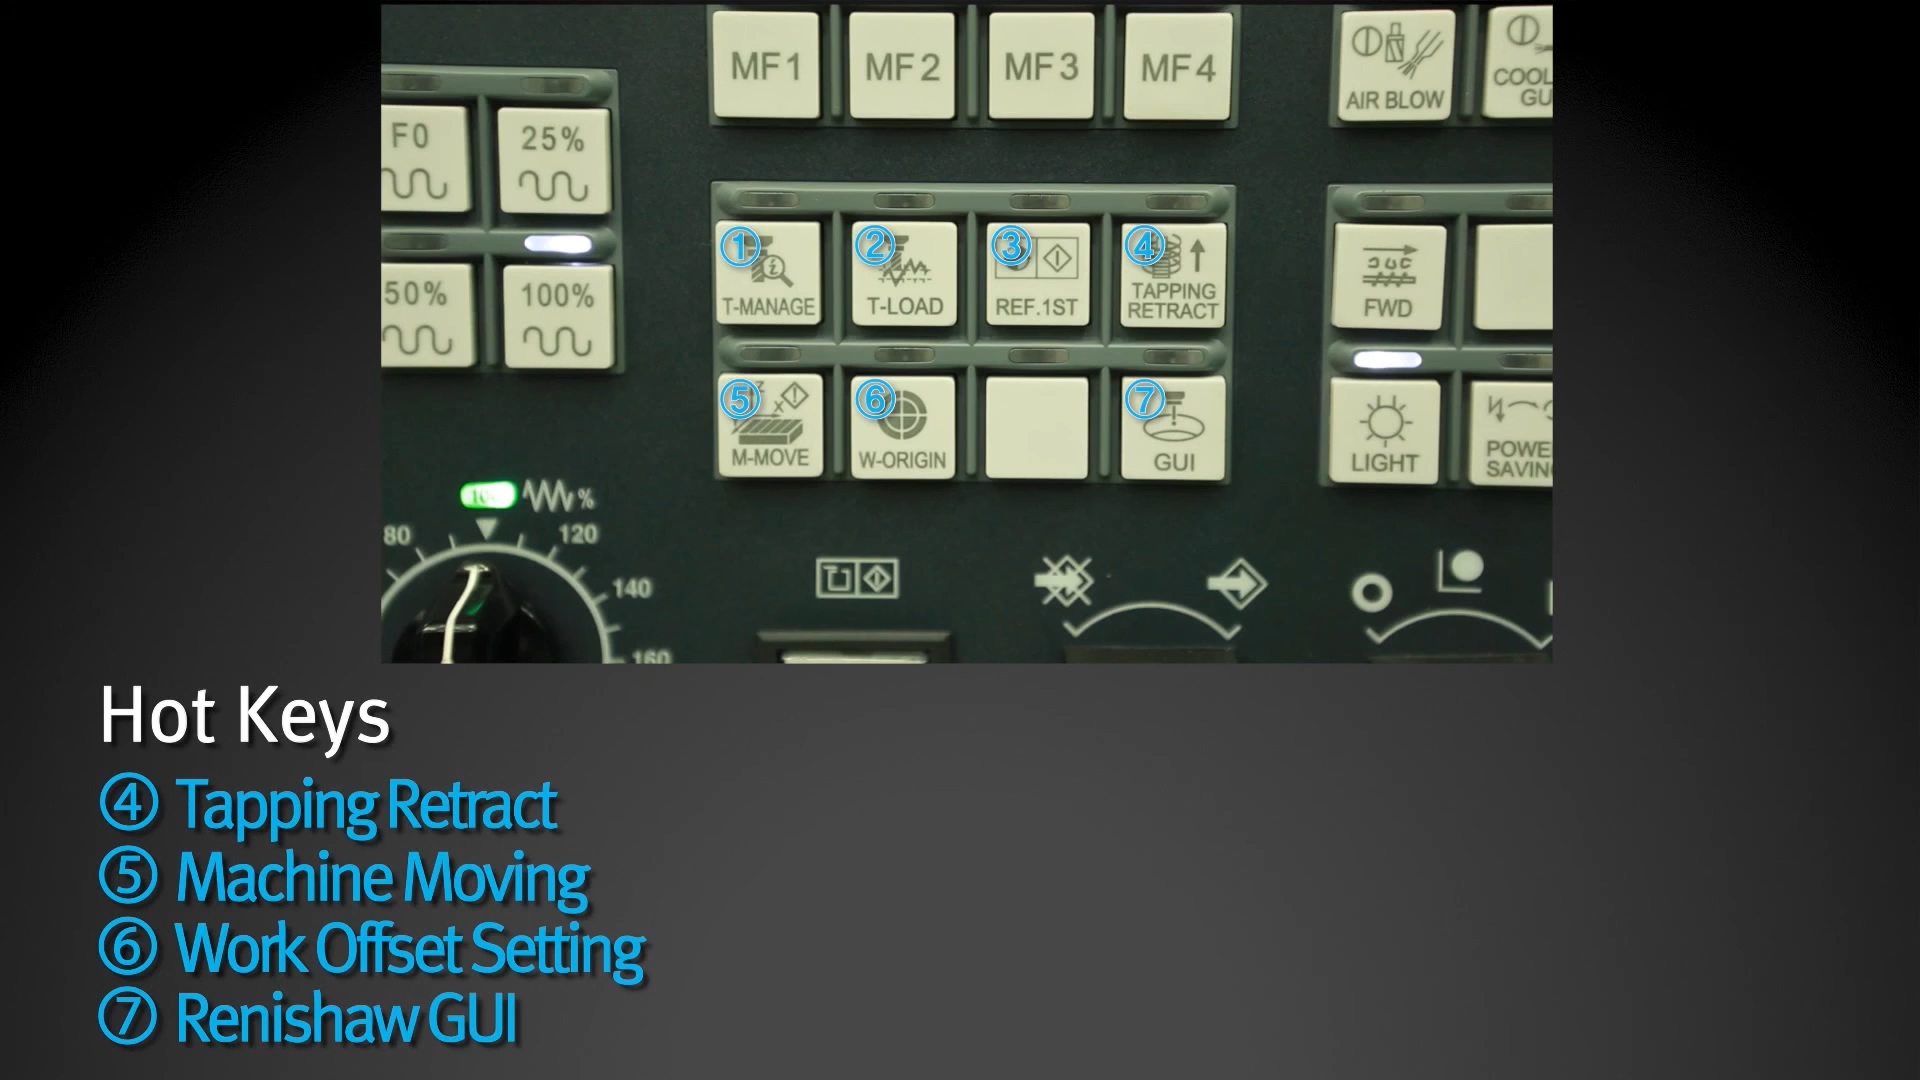 MF1 MF2 MF3 MF4
AIR BLOW
F0 25%
① ② ③ ④
T-MANAGE T-LOAD REF.1ST TAPPING
RETRACT
FWD
50% 100%
⑤ ⑥ ⑦
M-MOVE W-ORIGIN GUI
LIGHT
%
80 120
140
160
Hot Keys
④ Tapping Retract
⑤ Machine Moving
⑥ Work Offset Setting
⑦ Renishaw GUI